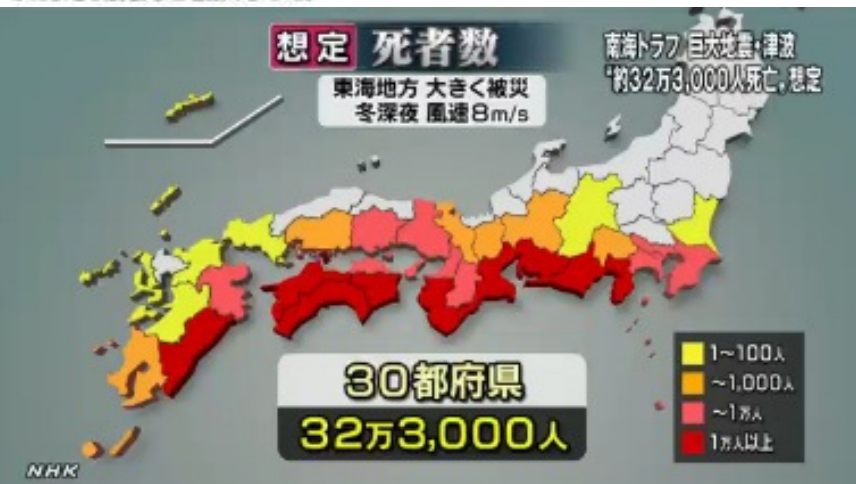 想定 死者数
東海地方 大きく被災
冬深夜 風速8m/s
南海トラフ 巨大地震・津波
“約32万3,000人死亡„想定
30都府県
32万3,000人
1～100人
～1,000人
～1万人
1万人以上
NHK